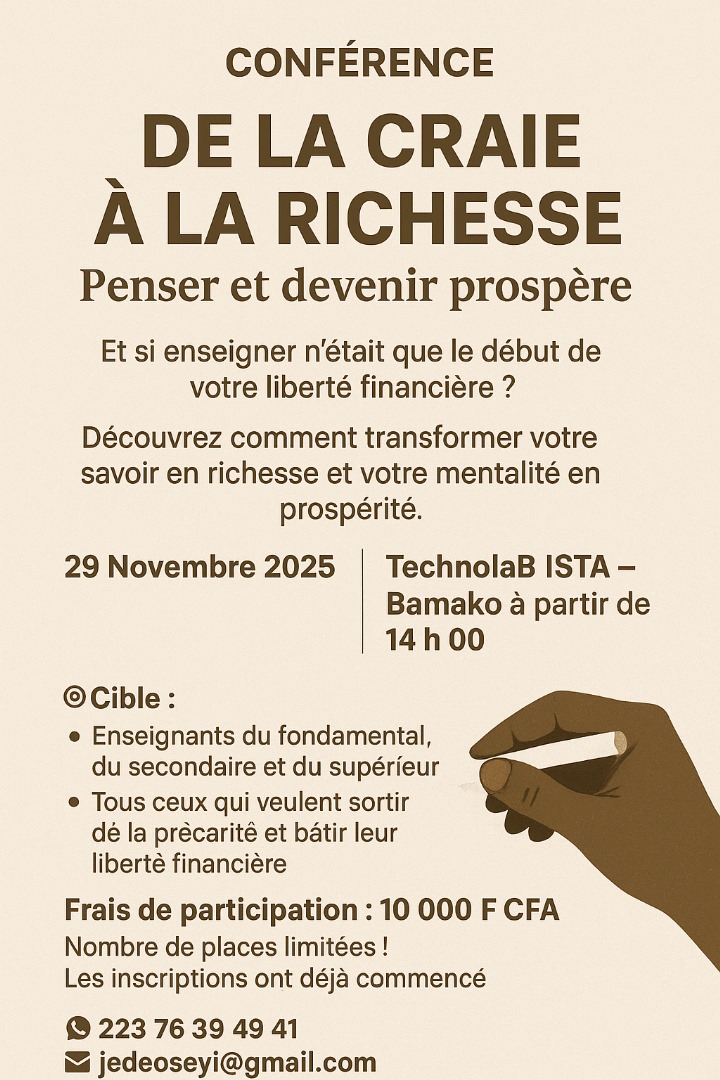 CONFÉRENCE
DE LA CRAIE
À LA RICHESSE
Penser et devenir prospère
Et si enseigner n’était que le début de
votre liberté financière ?
Découvrez comment transformer votre
savoir en richesse et votre mentalité en
prospérité.
29 Novembre 2025
TechnolaB ISTA –
Bamako à partir de
14 h 00
Cible :
• Enseignants du fondamental,
du secondaire et du supéríeur
• Tous ceux qui veulent sortir
dé la prècaritê et bátir leur
libertè financière
Frais de participation : 10 000 F CFA
Nombre de places limitées !
Les inscriptions ont déjà commencé
223 76 39 49 41
jedeoseyi@gmail.com